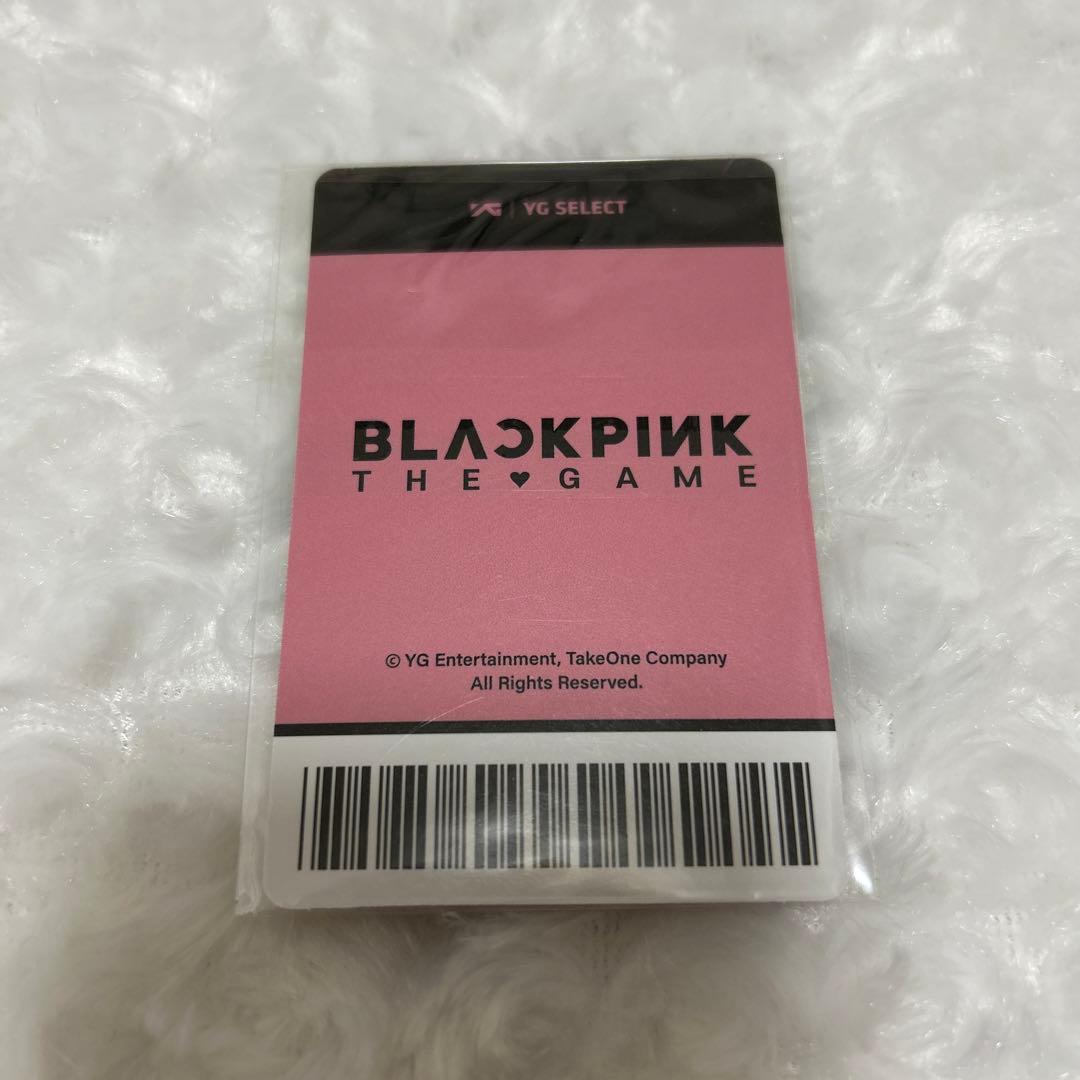 YG | YG SELECT
BLACKPINK
THE♥GAME
© YG Entertainment, TakeOne Company
All Rights Reserved.